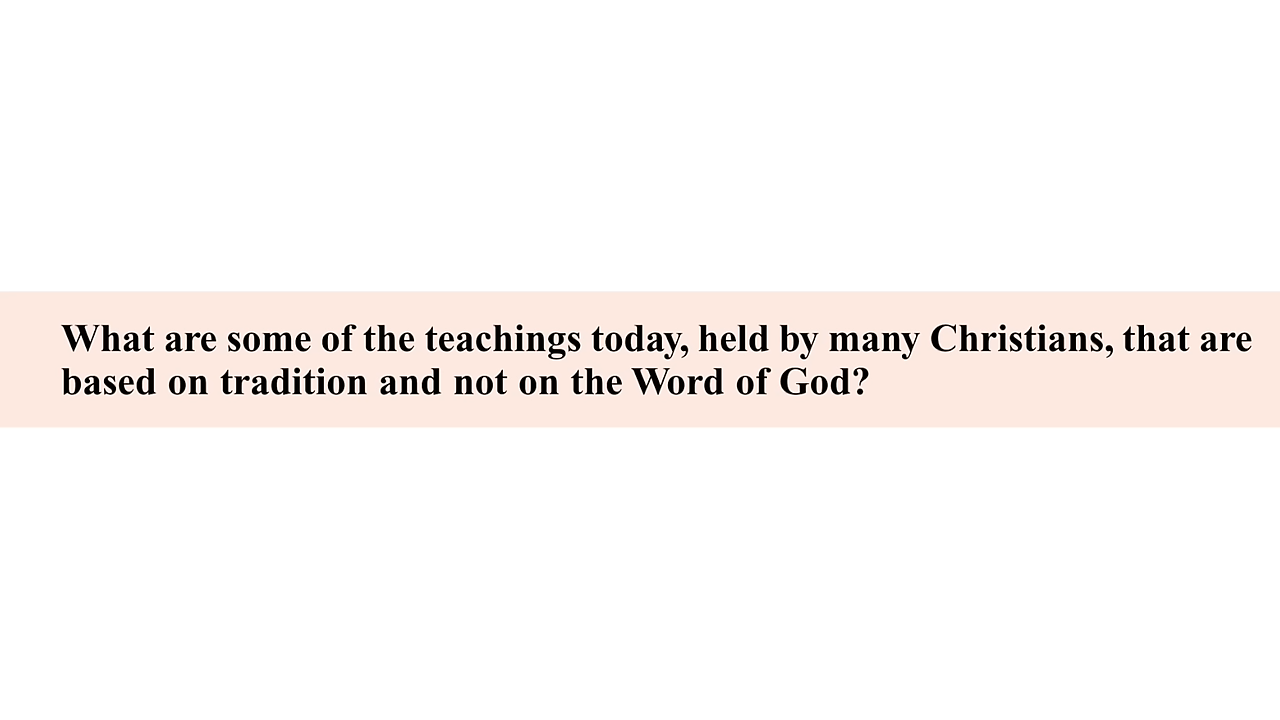 What are some of the teachings today, held by many Christians, that are
based on tradition and not on the Word of God?